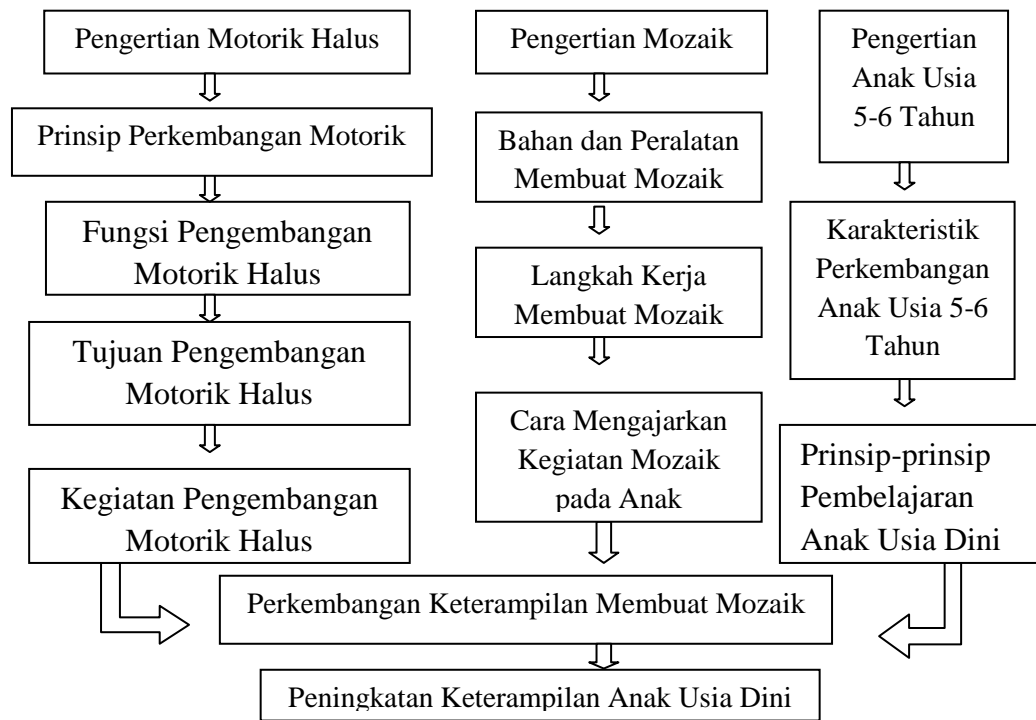 Pengertian Motorik Halus
Prinsip Perkembangan Motorik
Fungsi Pengembangan
Motorik Halus
Tujuan Pengembangan
Motorik Halus
Kegiatan Pengembangan
Motorik Halus
Pengertian Mozaik
Bahan dan Peralatan
Membuat Mozaik
Langkah Kerja
Membuat Mozaik
Cara Mengajarkan
Kegiatan Mozaik
pada Anak
Pengertian
Anak Usia
5-6 Tahun
Karakteristik
Perkembangan
Anak Usia 5-6
Tahun
Prinsip-prinsip
Pembelajaran
Anak Usia Dini
Perkembangan Keterampilan Membuat Mozaik
Peningkatan Keterampilan Anak Usia Dini